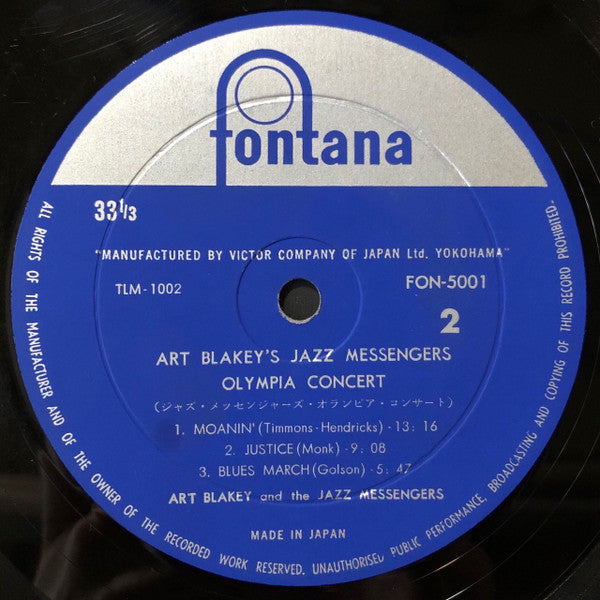 fontana
33 1/3
"MANUFACTURED BY VICTOR COMPANY OF JAPAN Ltd. YOKOHAMA"
TLM-1002
FON-5001
2
ART BLAKEY'S JAZZ MESSENGERS
OLYMPIA CONCERT
(ジャズ・メッセンジャーズ・オランピア・コンサート)
1. MOANIN' (Timmons-Hendricks)-13:16
2. JUSTICE (Monk)-9:08
3. BLUES MARCH (Golson)-5:47
ART BLAKEY and the JAZZ MESSENGERS
MADE IN JAPAN
ALL RIGHTS OF THE MANUFACTURER AND OF THE OWNER OF THE RECORDED WORK RESERVED. UNAUTHORISED PUBLIC PERFORMANCE, BROADCASTING AND COPYING OF THIS RECORD PROHIBITED.